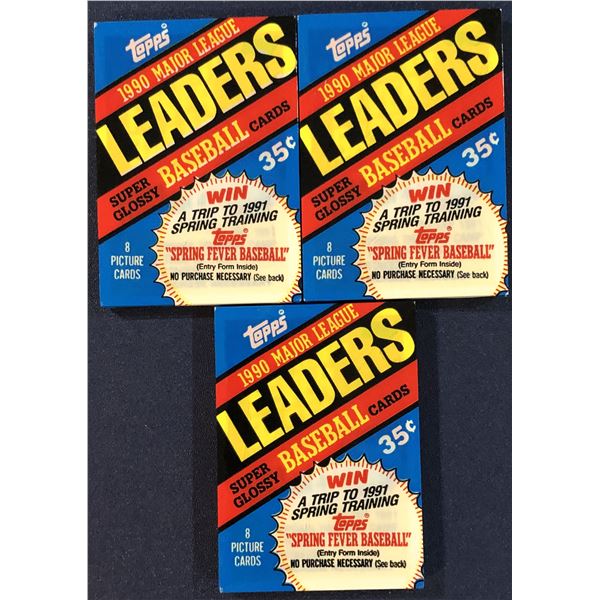 Topps®
1990 MAJOR LEAGUE
LEADERS
SUPER GLOSSY BASEBALL CARDS
35¢
WIN
A TRIP TO 1991
SPRING TRAINING
Topps®
"SPRING FEVER BASEBALL"
(Entry Form Inside)
NO PURCHASE NECESSARY (See back)
8
PICTURE
CARDS
Topps®
1990 MAJOR LEAGUE
LEADERS
SUPER GLOSSY BASEBALL CARDS
35¢
WIN
A TRIP TO 1991
SPRING TRAINING
Topps®
"SPRING FEVER BASEBALL"
(Entry Form Inside)
NO PURCHASE NECESSARY (See back)
8
PICTURE
CARDS
Topps®
1990 MAJOR LEAGUE
LEADERS
SUPER GLOSSY BASEBALL CARDS
35¢
WIN
A TRIP TO 1991
SPRING TRAINING
Topps®
"SPRING FEVER BASEBALL"
(Entry Form Inside)
NO PURCHASE NECESSARY (See back)
8
PICTURE
CARDS